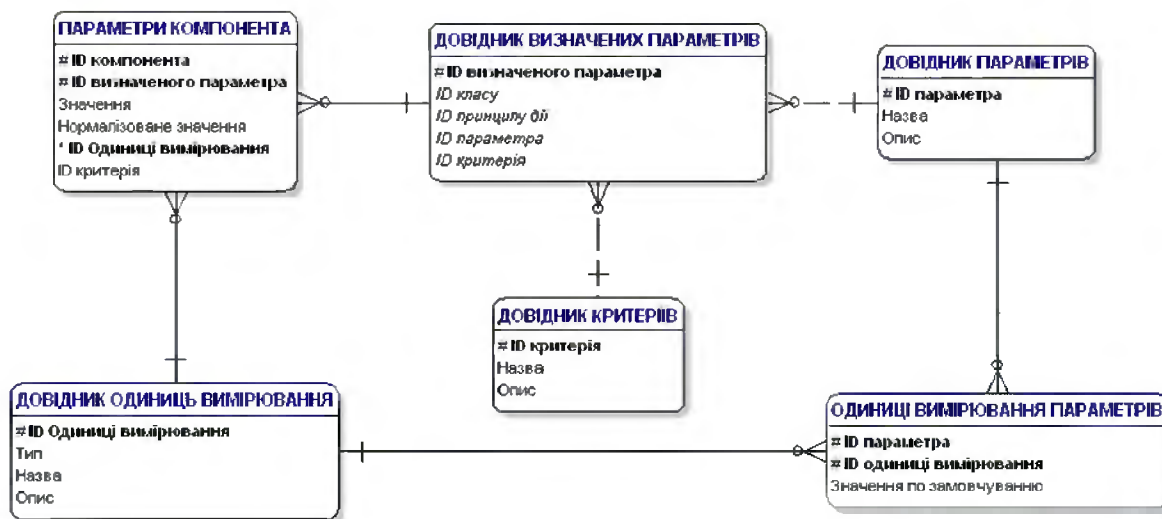 ПАРАМЕТРИ КОМПОНЕНТА
# ID компонента
# ID визначеного параметра
Значення
Нормалізоване значення
* ID Одиниці вимірювання
ID критерія
ДОВІДНИК ВИЗНАЧЕНИХ ПАРАМЕТРІВ
# ID визначеного параметра
ID класу
ID принципу дії
ID параметра
ID критерія
ДОВІДНИК ПАРАМЕТРІВ
# ID параметра
Назва
Опис
ДОВІДНИК КРИТЕРІЇВ
# ID критерія
Назва
Опис
ДОВІДНИК ОДИНИЦЬ ВИМІРЮВАННЯ
# ID Одиниці вимірювання
Тип
Назва
Опис
ОДИНИЦІ ВИМІРЮВАННЯ ПАРАМЕТРІВ
# ID параметра
# ID одиниці вимірювання
Значення по замовчуванню